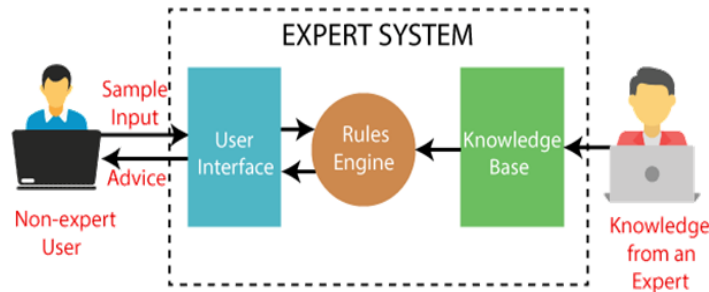 EXPERT SYSTEM
Sample
Input
Advice
Non-expert
User
User
Interface
Rules
Engine
Knowledge
Base
Knowledge
from an
Expert